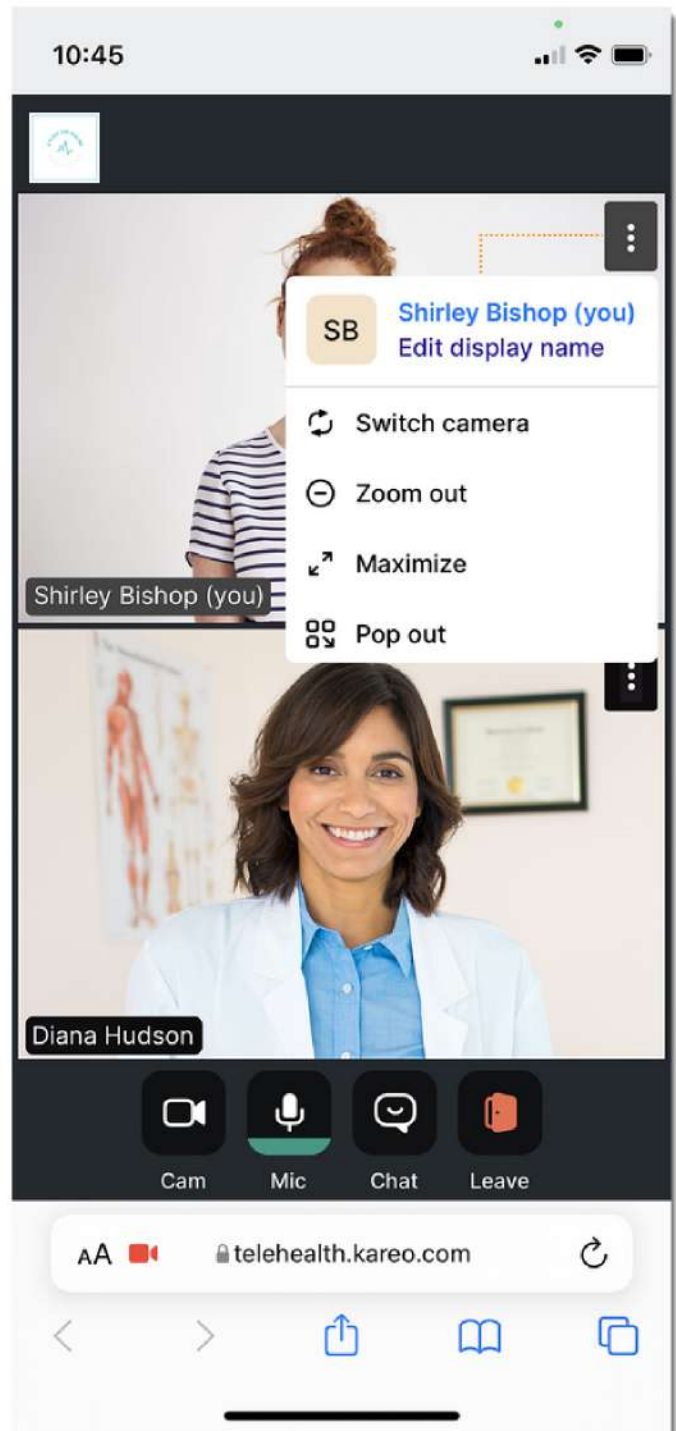 10:45
SB
Shirley Bishop (you)
Edit display name
Switch camera
Zoom out
Maximize
Pop out
Shirley Bishop (you)
Diana Hudson
Cam
Mic
Chat
Leave
AA
telehealth.kareo.com